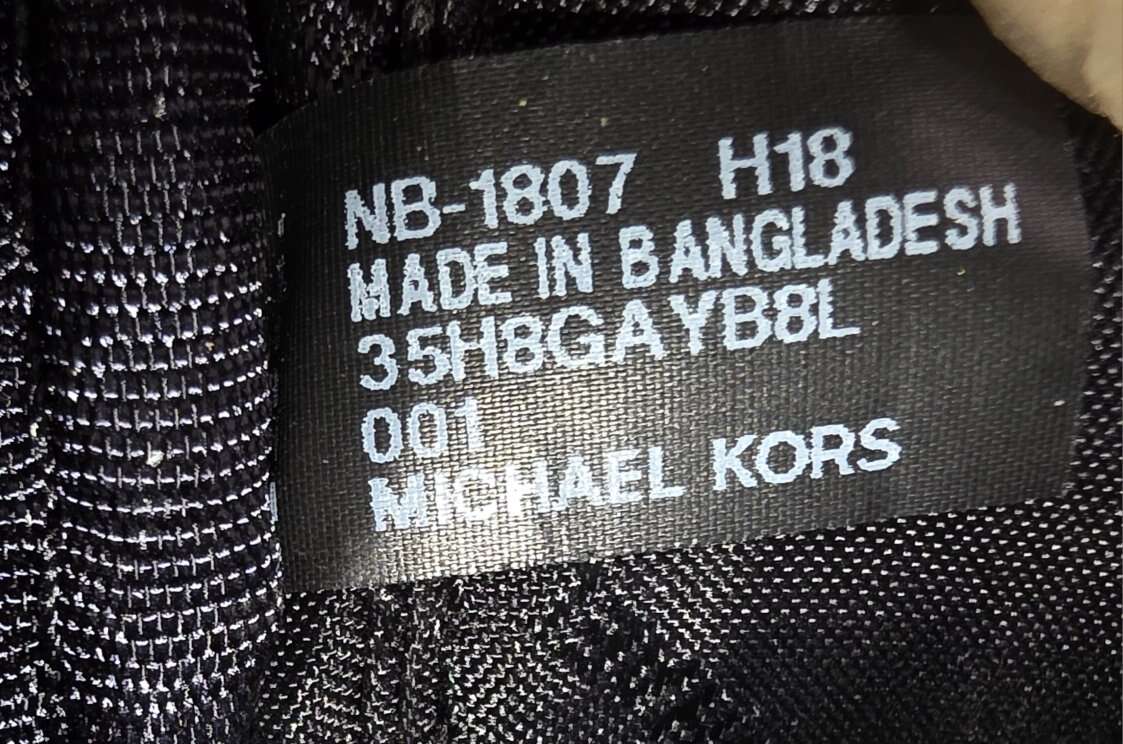 NB-1807 H18
MADE IN BANGLADESH
35H8GAYB8L
001
MICHAEL KORS